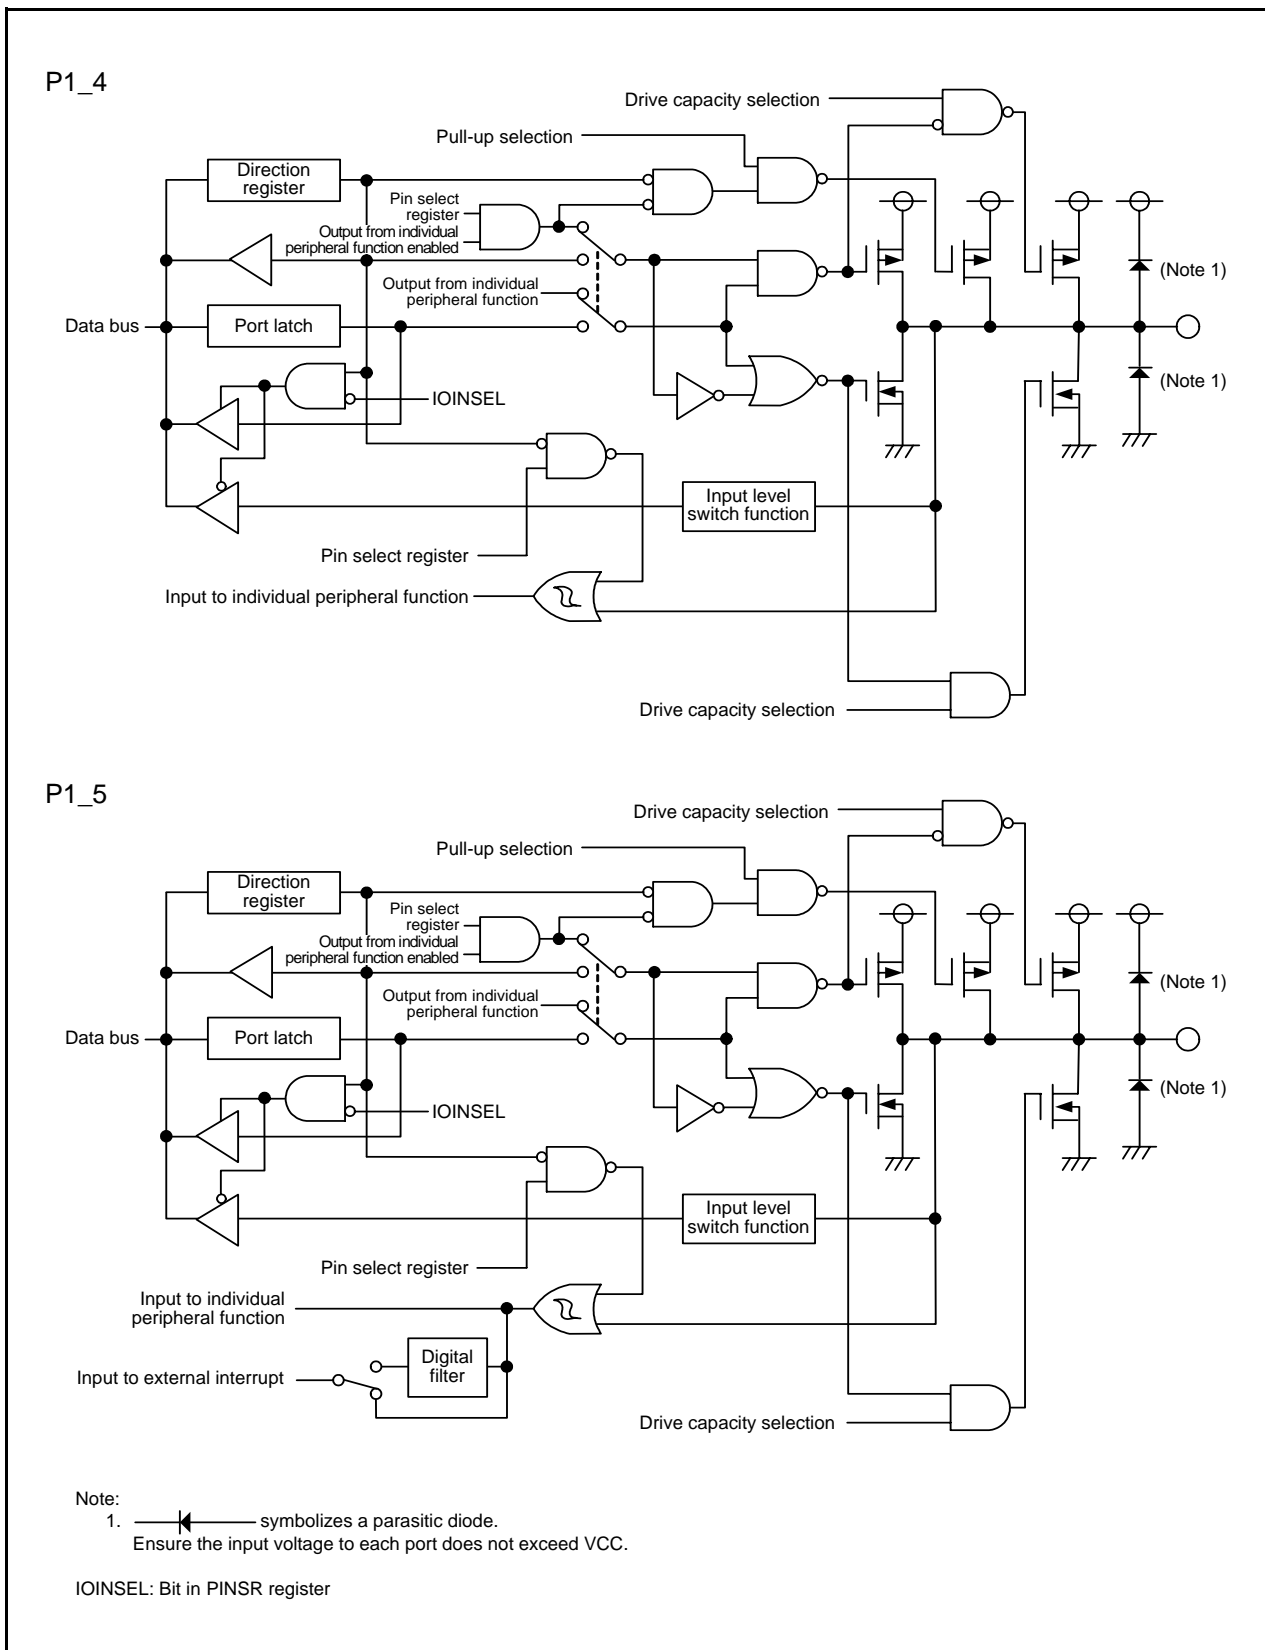 P1_4
Drive capacity selection
Pull-up selection
Direction
register
Pin select
register
Output from individual
peripheral function enabled
(Note 1)
Output from individual
peripheral function
Data bus
Port latch
(Note 1)
IOINSEL
Input level
switch function
Pin select register
Input to individual peripheral function
Drive capacity selection
P1_5
Drive capacity selection
Pull-up selection
Direction
register
Pin select
register
Output from individual
peripheral function enabled
(Note 1)
Output from individual
peripheral function
Data bus
Port latch
(Note 1)
IOINSEL
Input level
switch function
Pin select register
Input to individual
peripheral function
Digital
filter
Input to external interrupt
Drive capacity selection
Note:
1. symbolizes a parasitic diode.
Ensure the input voltage to each port does not exceed VCC.
IOINSEL: Bit in PINSR register